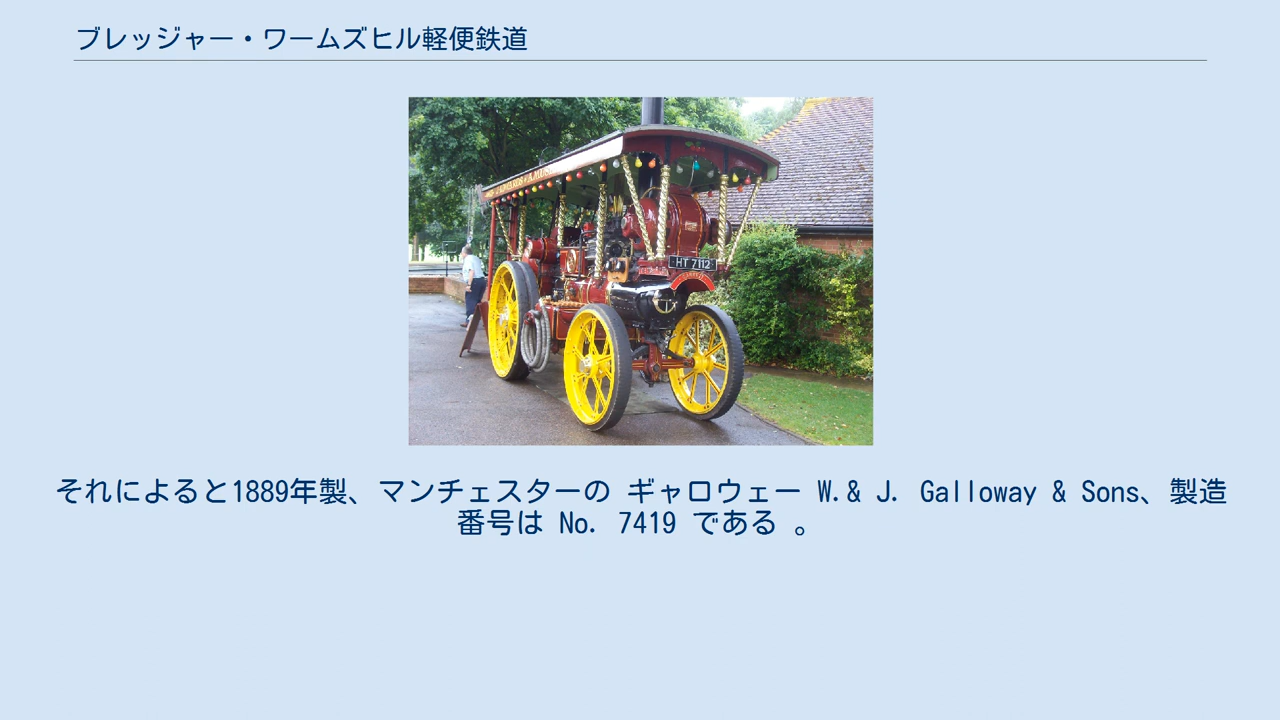 ブレッジャー・ワームズヒル軽便鉄道
HT 7112
それによると1889年製、マンチェスターの ギャロウェー W.& J. Galloway & Sons、製造
番号は No. 7419 である 。